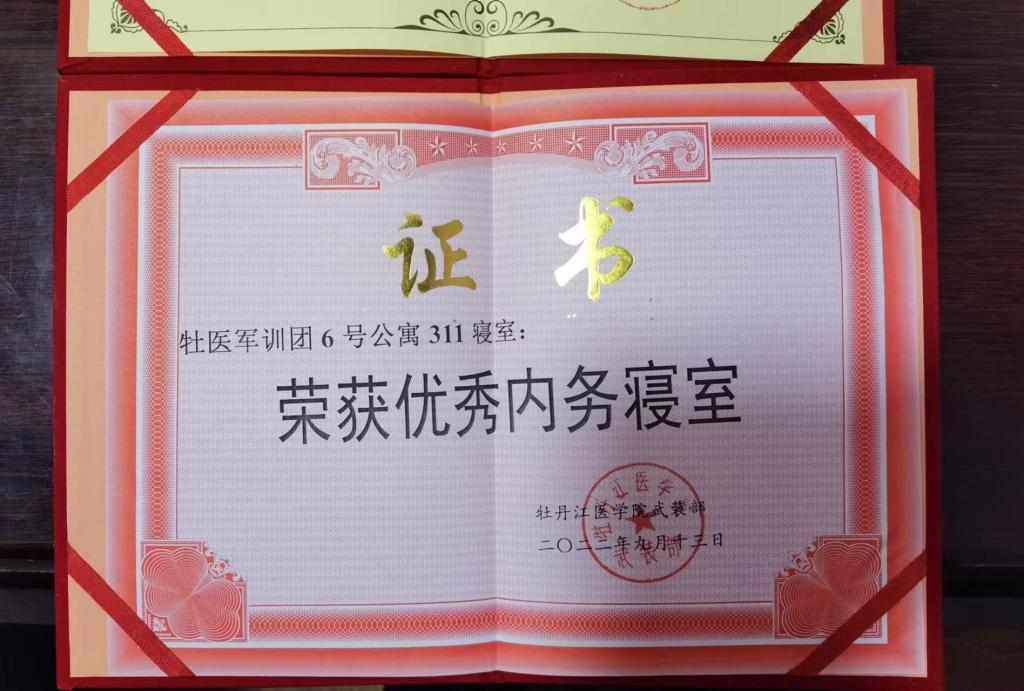 证书
牡医军训团6号公寓311寝室：
荣获优秀内务寝室
牡丹江医学院武装部
二〇二二年九月十三日